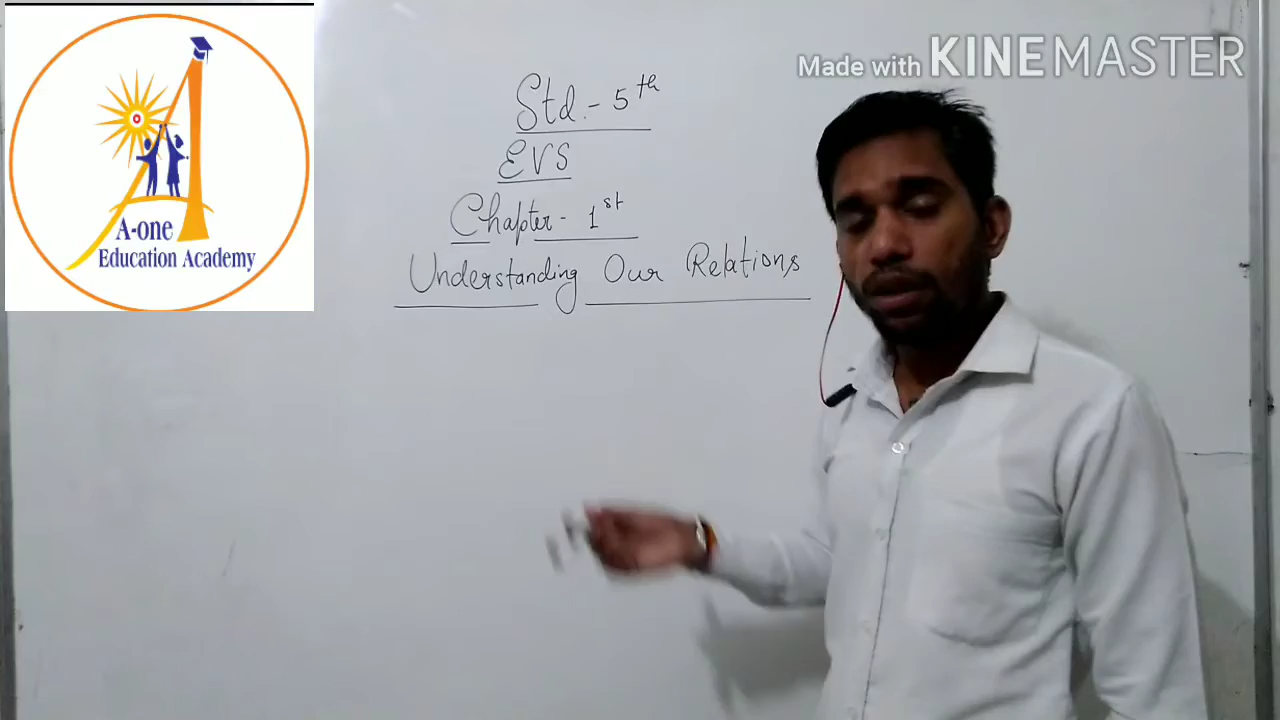 A-one
Education Academy
Made with KINEMASTER
Std.- 5th
EVS
Chapter- 1st
Understanding Our Relations